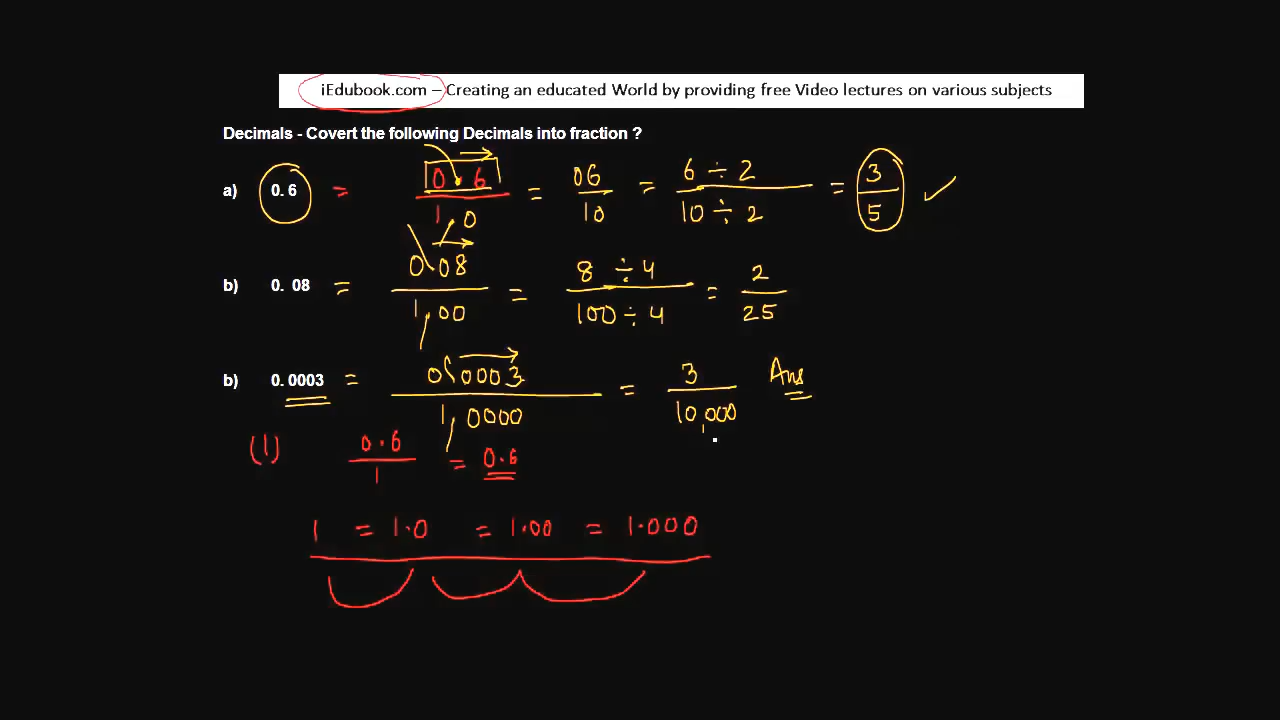 iEdubook.com – Creating an educated World by providing free Video lectures on various subjects
Decimals - Covert the following Decimals into fraction ?
a) 0. 6 = 0.6/1.0 = 06/10 = 6 ÷ 2/10 ÷ 2 = 3/5 ✓
b) 0. 08 = 0.08/1,00 = 8 ÷ 4/100 ÷ 4 = 2/25
b) 0. 0003 = 0.0003/1,0000 = 3/10,000 Ans
(1) 0.6/1 = 0.6
1 = 1.0 = 1.00 = 1.000